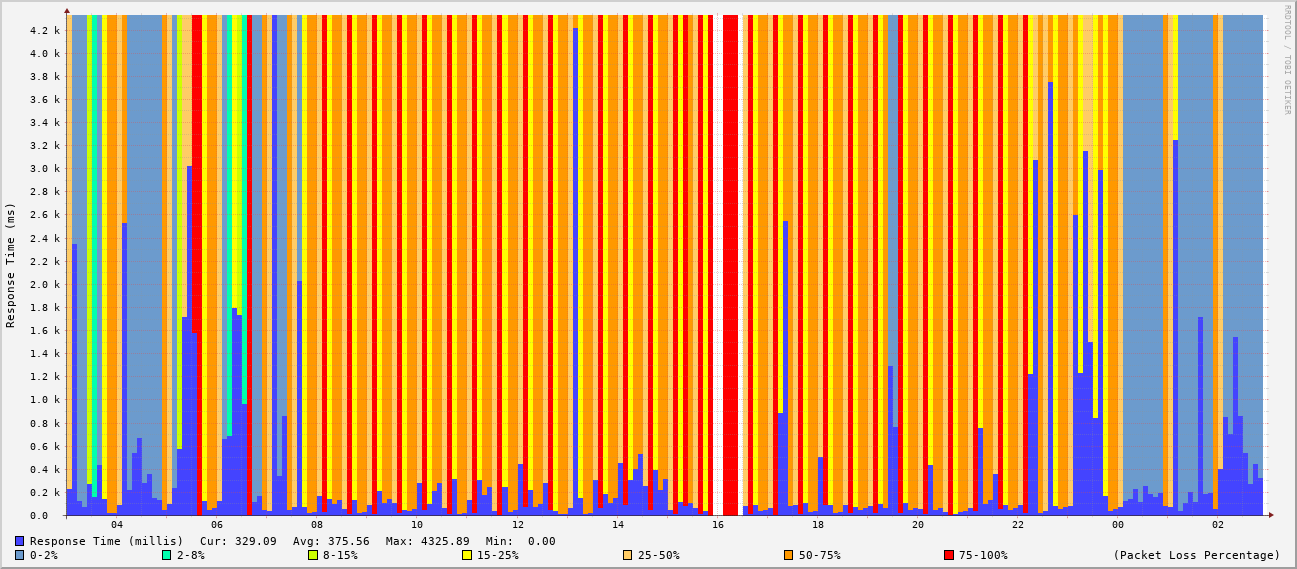 RRDTOOL / TOBI OETIKER
Response Time (ms)
4.2 k
4.0 k
3.8 k
3.6 k
3.4 k
3.2 k
3.0 k
2.8 k
2.6 k
2.4 k
2.2 k
2.0 k
1.8 k
1.6 k
1.4 k
1.2 k
1.0 k
0.8 k
0.6 k
0.4 k
0.2 k
0.0
04 06 08 10 12 14 16 18 20 22 00 02
Response Time (millis) Cur: 329.09 Avg: 375.56 Max: 4325.89 Min: 0.00
0-2% 2-8% 8-15% 15-25% 25-50% 50-75% 75-100% (Packet Loss Percentage)